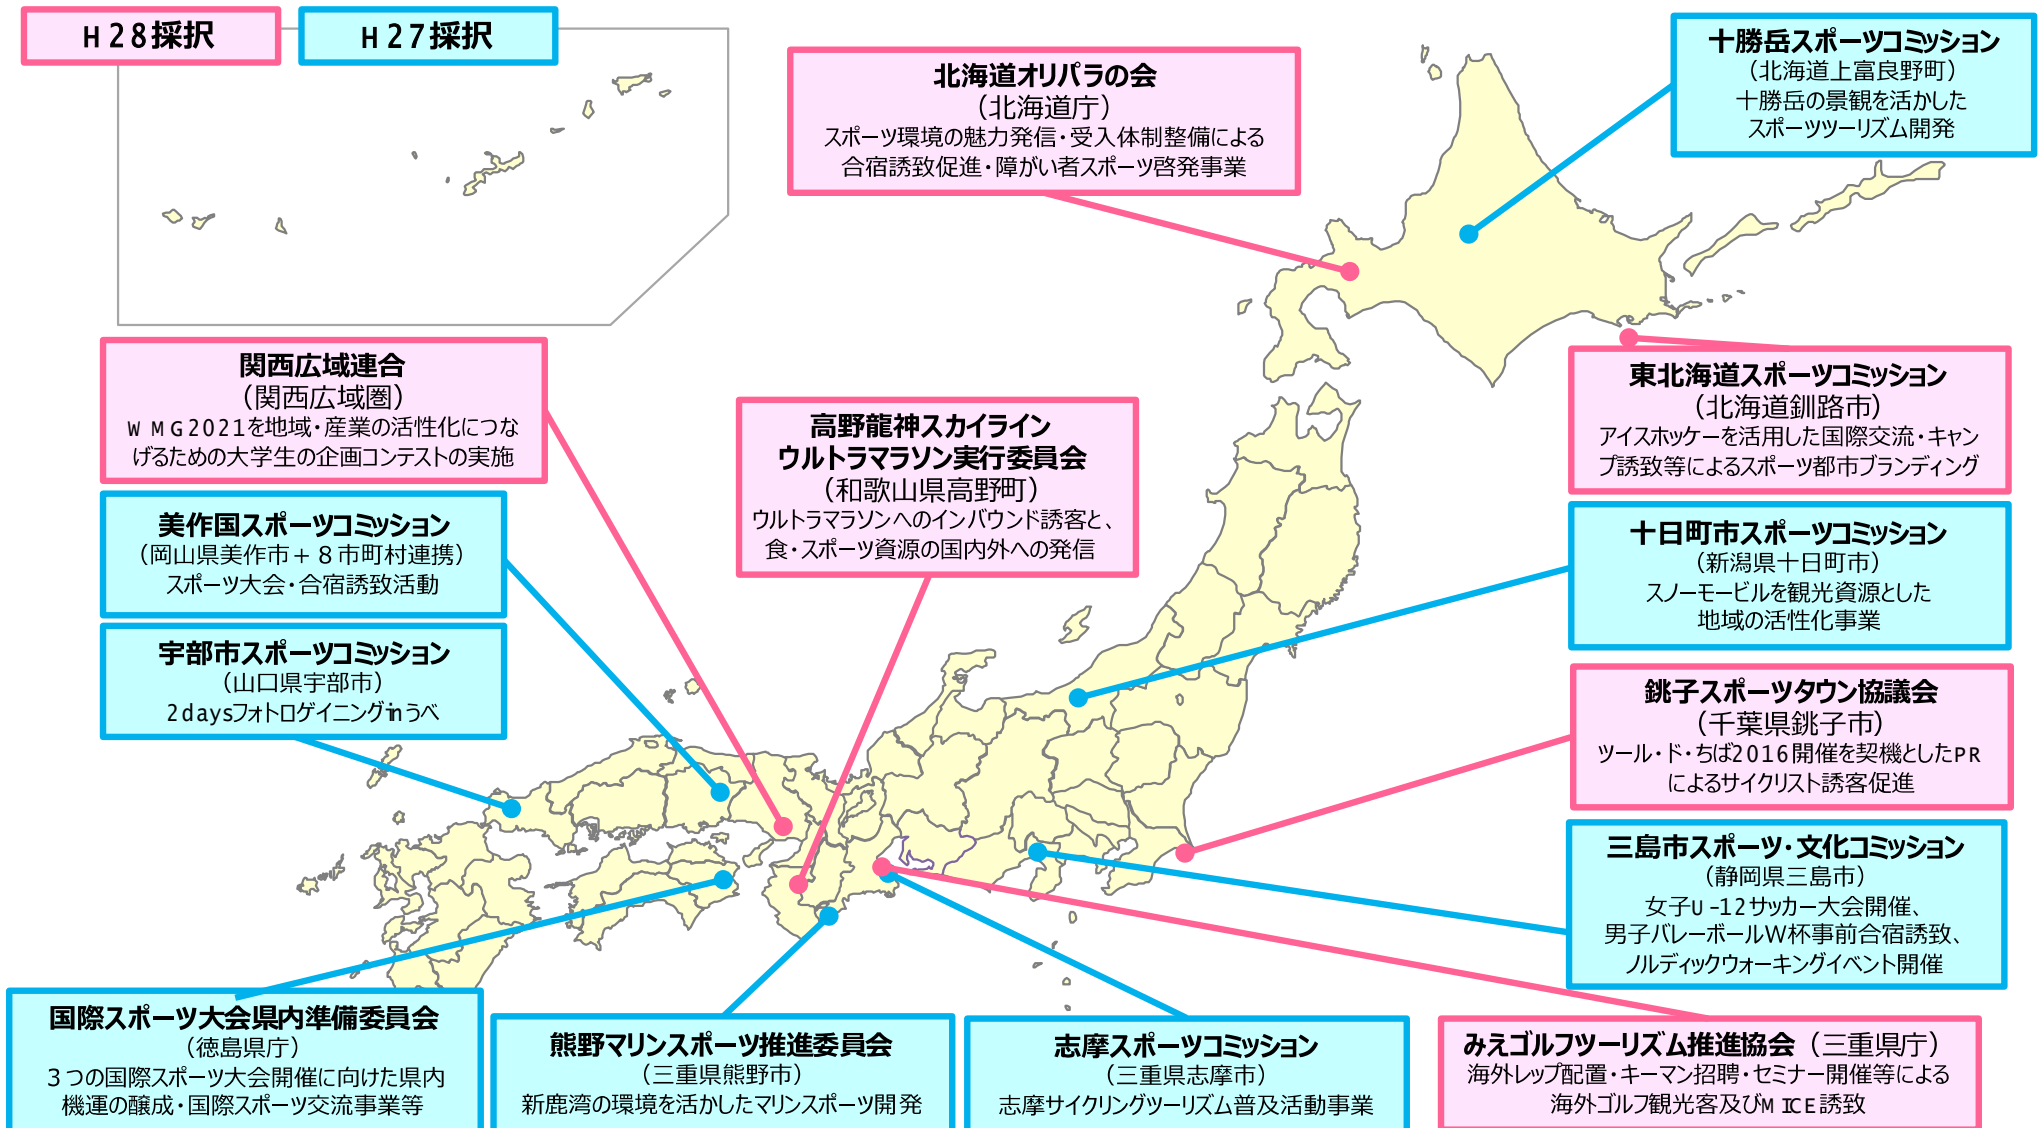 H28採択
H27採択
北海道オリパラの会
（北海道庁）
スポーツ環境の魅力発信・受入体制整備による
合宿誘致促進・障がい者スポーツ啓発事業
十勝岳スポーツコミッション
（北海道上富良野町）
十勝岳の景観を活かした
スポーツツーリズム開発
関西広域連合
（関西広域圏）
WMG2021を地域・産業の活性化につな
げるための大学生の企画コンテストの実施
高野龍神スカイライン
ウルトラマラソン実行委員会
（和歌山県高野町）
ウルトラマラソンへのインバウンド誘客と、
食・スポーツ資源の国内外への発信
東北海道スポーツコミッション
（北海道釧路市）
アイスホッケーを活用した国際交流・キャン
プ誘致等によるスポーツ都市ブランディング
美作国スポーツコミッション
（岡山県美作市＋８市町村連携）
スポーツ大会・合宿誘致活動
十日町市スポーツコミッション
（新潟県十日町市）
スノーモービルを観光資源とした
地域の活性化事業
宇部市スポーツコミッション
（山口県宇部市）
2daysフォトロゲイニングinうべ
銚子スポーツタウン協議会
（千葉県銚子市）
ツール・ド・ちば2016開催を契機としたPR
によるサイクリスト誘客促進
三島市スポーツ・文化コミッション
（静岡県三島市）
女子U-12サッカー大会開催、
男子バレーボールW杯事前合宿誘致、
ノルディックウォーキングイベント開催
国際スポーツ大会県内準備委員会
（徳島県庁）
３つの国際スポーツ大会開催に向けた県内
機運の醸成・国際スポーツ交流事業等
熊野マリンスポーツ推進委員会
（三重県熊野市）
新鹿湾の環境を活かしたマリンスポーツ開発
志摩スポーツコミッション
（三重県志摩市）
志摩サイクリングツーリズム普及活動事業
みえゴルフツーリズム推進協会（三重県庁）
海外レップ配置・キーマン招聘・セミナー開催等による
海外ゴルフ観光客及びMICE誘致